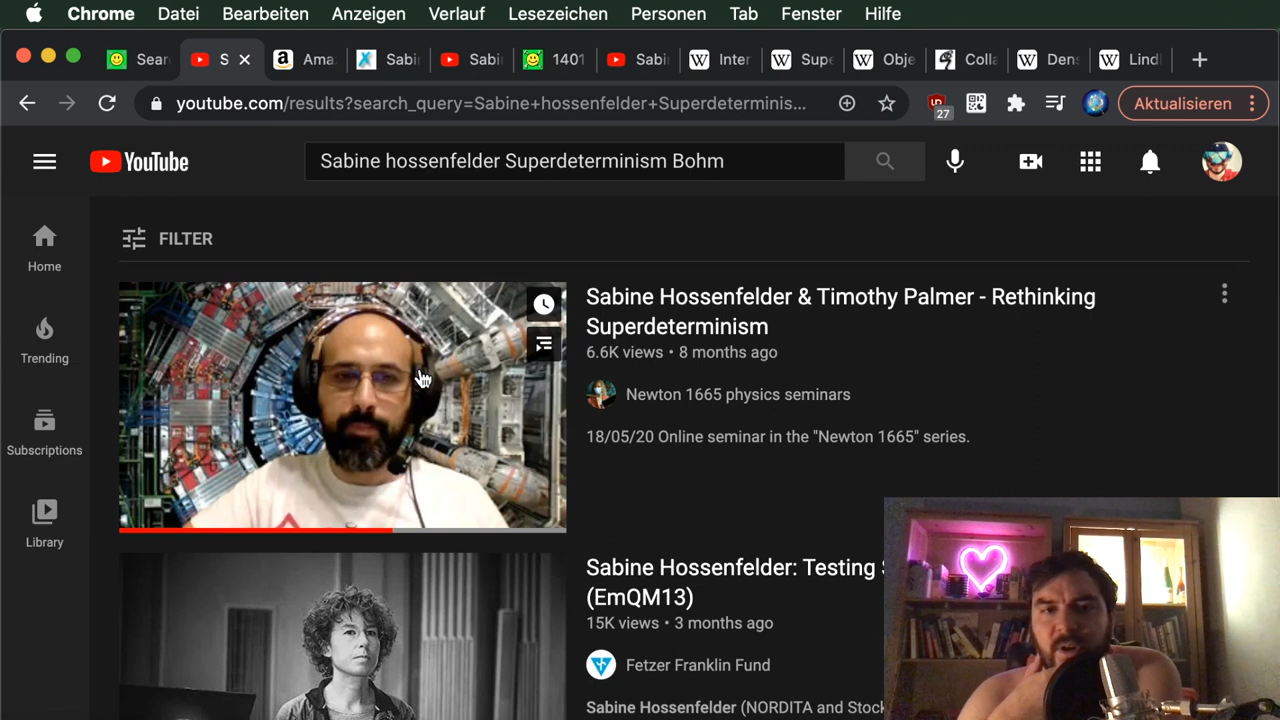 Chrome Datei Bearbeiten Anzeigen Verlauf Lesezeichen Personen Tab Fenster Hilfe
Sear S Ama Sabi Sabi 1401 Sabi Inter Supe Obje Colla Dens Lindl
youtube.com/results?search_query=Sabine+hossenfelder+Superdeterminis... 27 Aktualisieren
YouTube Sabine hossenfelder Superdeterminism Bohm
FILTER
Home
Trending
Subscriptions
Library
Sabine Hossenfelder & Timothy Palmer - Rethinking
Superdeterminism
6.6K views • 8 months ago
Newton 1665 physics seminars
18/05/20 Online seminar in the "Newton 1665" series.
Sabine Hossenfelder: Testing
(EmQM13)
15K views • 3 months ago
Fetzer Franklin Fund
Sabine Hossenfelder (NORDITA and Stock